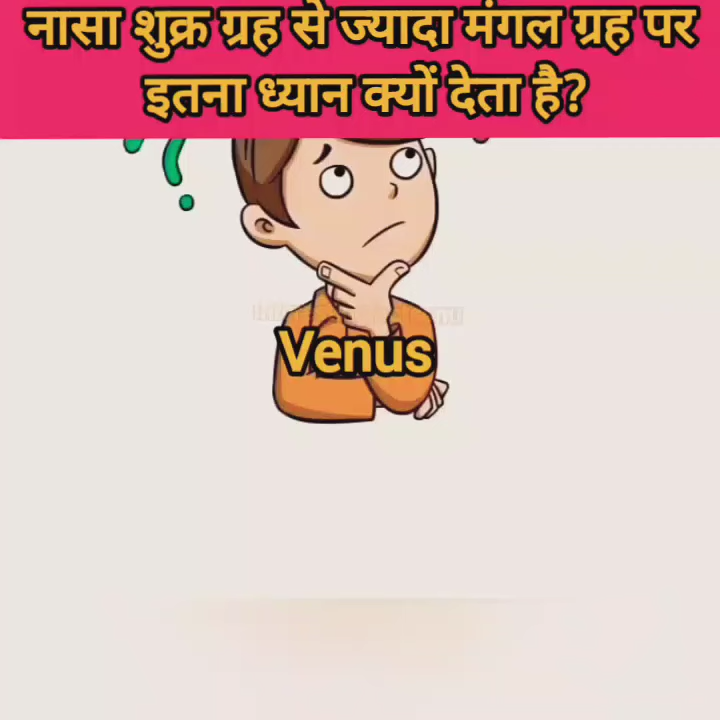 नासा शुक्र ग्रह से ज्यादा मंगल ग्रह पर
इतना ध्यान क्यों देता है?
Venus